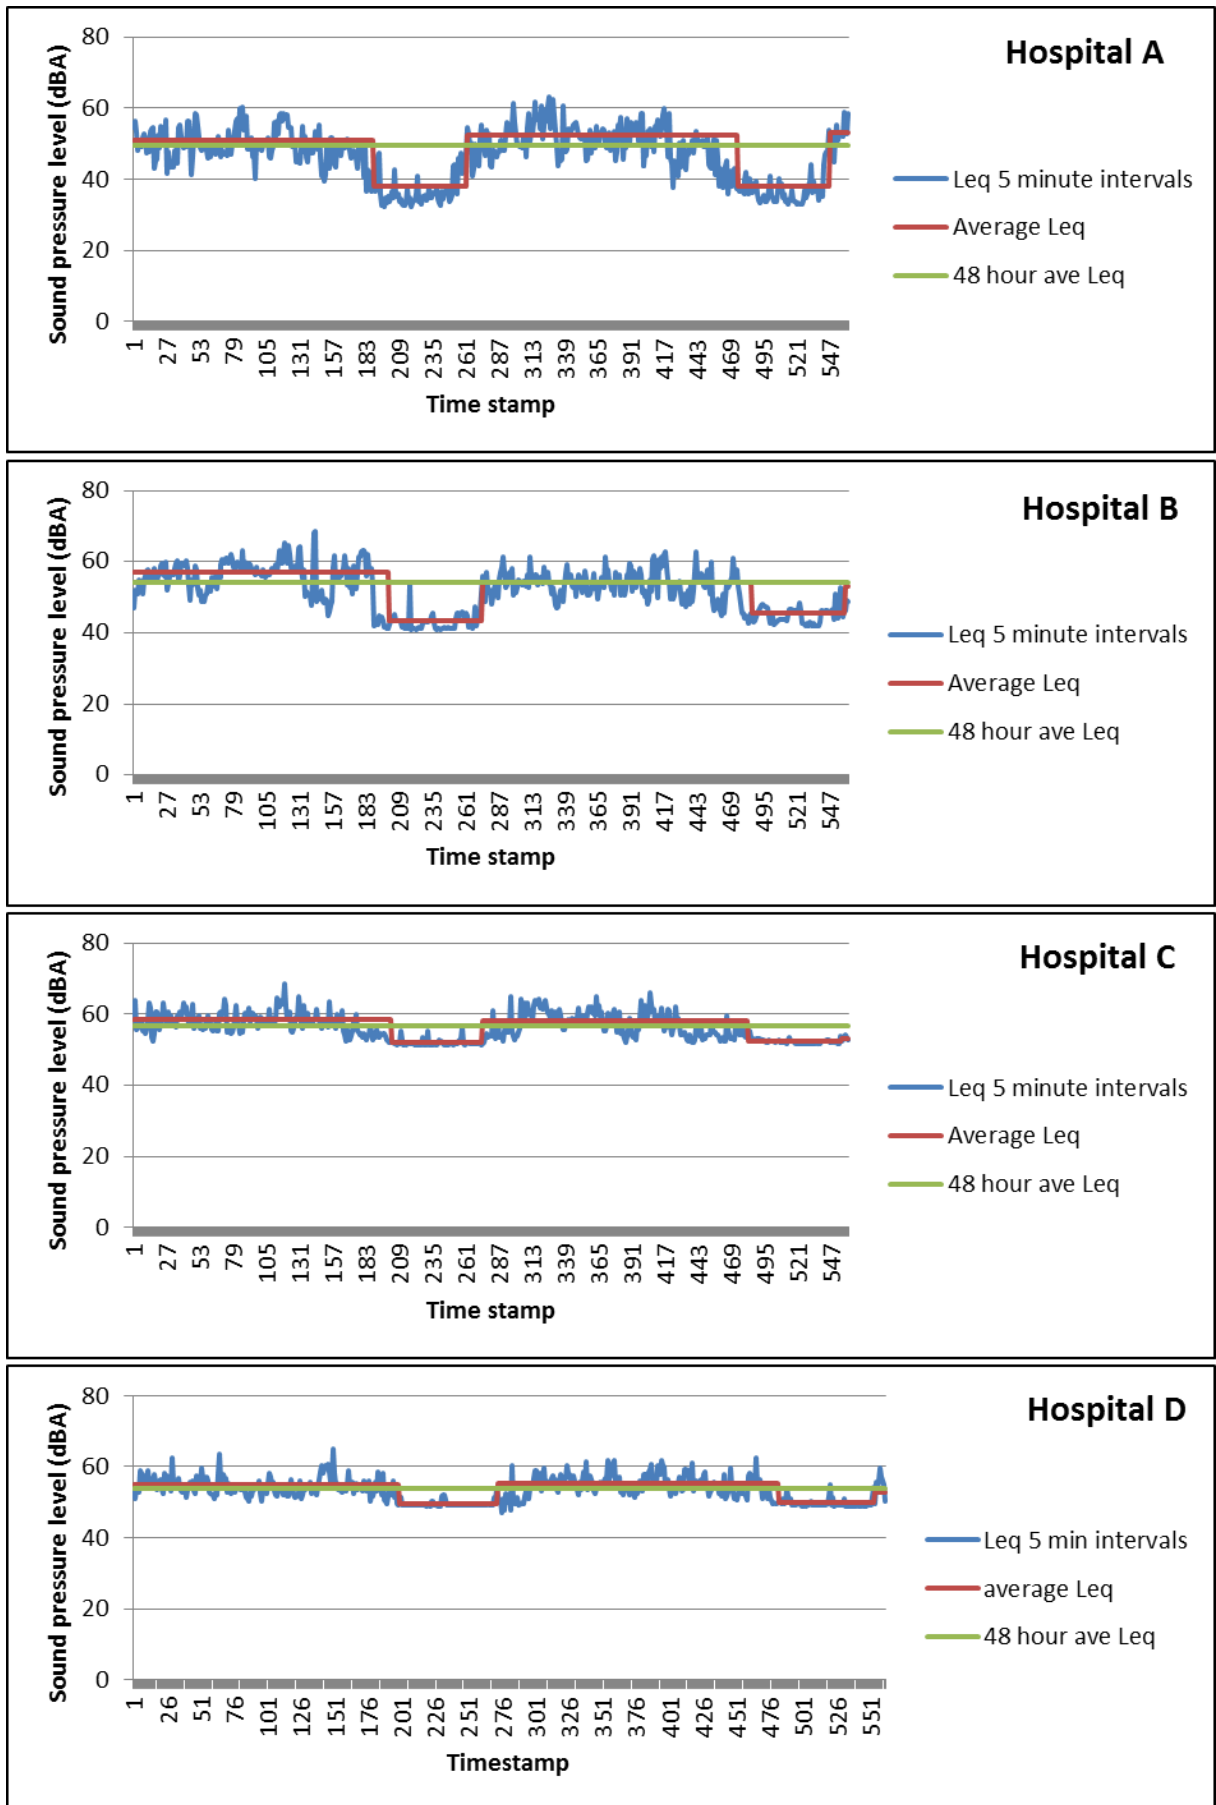 Hospital A
Sound pressure level (dBA)
80
60
40
20
0
1 27 53 79 105 131 157 183 209 235 261 287 313 339 365 391 417 443 469 495 521 547
Time stamp
Leq 5 minute intervals
Average Leq
48 hour ave Leq
Hospital B
Sound pressure level (dBA)
80
60
40
20
0
1 27 53 79 105 131 157 183 209 235 261 287 313 339 365 391 417 443 469 495 521 547
Time stamp
Leq 5 minute intervals
Average Leq
48 hour ave Leq
Hospital C
Sound pressure level (dBA)
80
60
40
20
0
1 27 53 79 105 131 157 183 209 235 261 287 313 339 365 391 417 443 469 495 521 547
Time stamp
Leq 5 minute intervals
Average Leq
48 hour ave Leq
Hospital D
Sound pressure level (dBA)
80
60
40
20
0
1 26 51 76 101 126 151 176 201 226 251 276 301 326 351 376 401 426 451 476 501 526 551
Timestamp
Leq 5 min intervals
average Leq
48 hour ave Leq